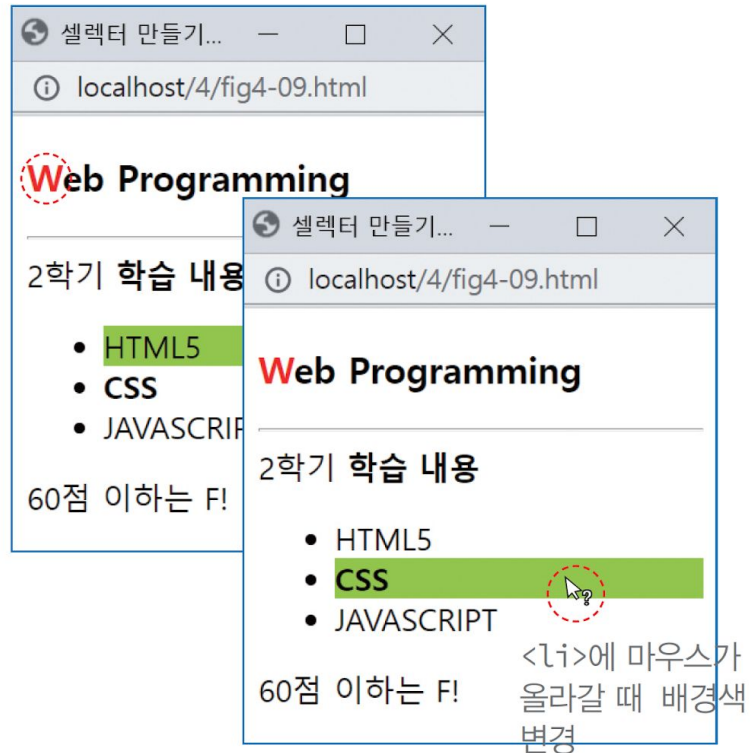 셀렉터 만들기...
localhost/4/fig4-09.html
Web Programming
2학기 학습 내용
HTML5
CSS
JAVASCRIP
60점 이하는 F!
셀렉터 만들기...
localhost/4/fig4-09.html
Web Programming
2학기 학습 내용
HTML5
CSS
JAVASCRIPT
60점 이하는 F!
<li>에 마우스가
올라갈 때 배경색
변경